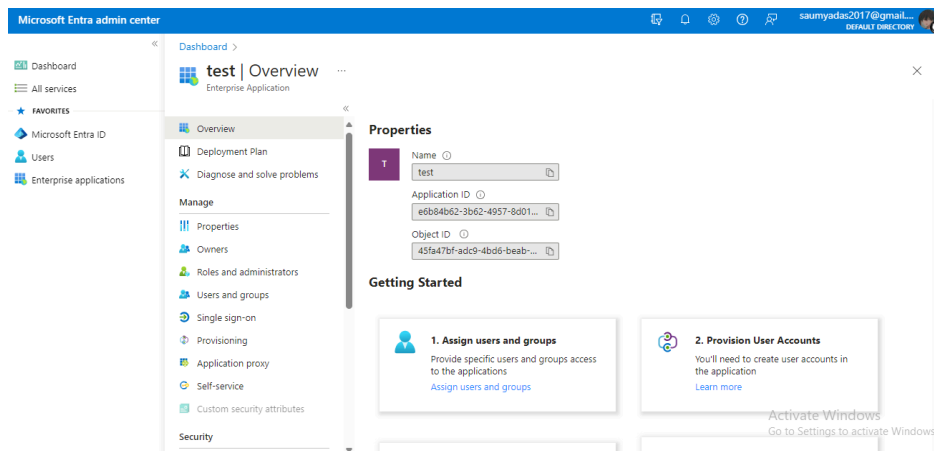 Microsoft Entra admin center
saumyadas2017@gmail....
DEFAULT DIRECTORY
Dashboard
All services
FAVORITES
Microsoft Entra ID
Users
Enterprise applications
Dashboard >
test | Overview ...
Enterprise Application
Overview
Deployment Plan
Diagnose and solve problems
Manage
Properties
Owners
Roles and administrators
Users and groups
Single sign-on
Provisioning
Application proxy
Self-service
Custom security attributes
Security
Properties
T
Name
test
Application ID
e6b84b62-3b62-4957-8d01...
Object ID
45fa47bf-adc9-4bd6-beab-...
Getting Started
1. Assign users and groups
Provide specific users and groups access
to the applications
Assign users and groups
2. Provision User Accounts
You'll need to create user accounts in
the application
Learn more
Activate Windows
Go to Settings to activate Windows